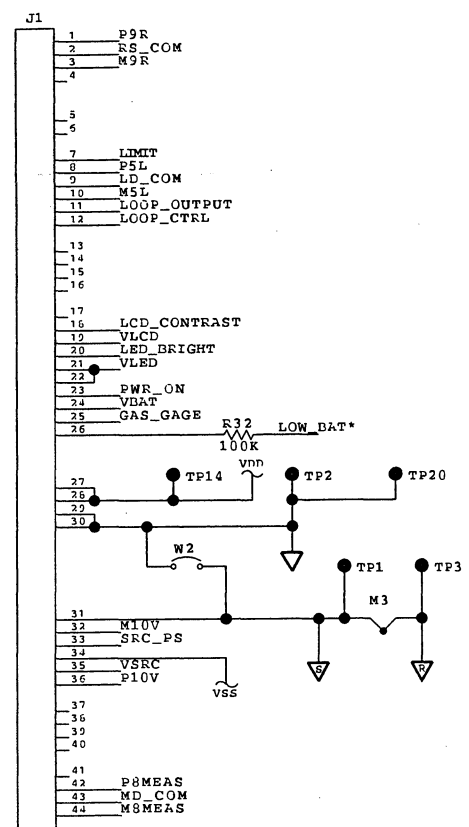 J1
1 P9R
2 RS_COM
3 M9R
4
5
6
7 LIMIT
8 P5L
9 LD_COM
10 M5L
11 LOOP_OUTPUT
12 LOOP_CTRL
13
14
15
16
17
18 LCD_CONTRAST
19 VLCD
20 LED_BRIGHT
21 VLED
22
23 PWR_ON
24 VBAT
25 GAS_GAGE
26 R32 LOW_BAT*
100K
VDD
TP14 TP2 TP20
27
28
29
30
W2
TP1 TP3
M3
31
32 M10V
33 SRC_PS
34
35 VSRC
36 P10V
S R
VSS
37
38
39
40
41
42 P8MEAS
43 MD_COM
44 M8MEAS